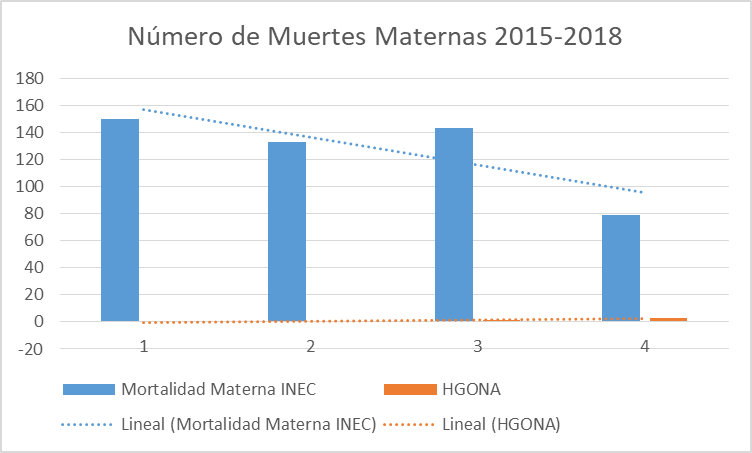 Número de Muertes Maternas 2015-2018
180
160
140
120
100
80
60
40
20
0
-20
1 2 3 4
Mortalidad Materna INEC HGONA
Lineal (Mortalidad Materna INEC) Lineal (HGONA)